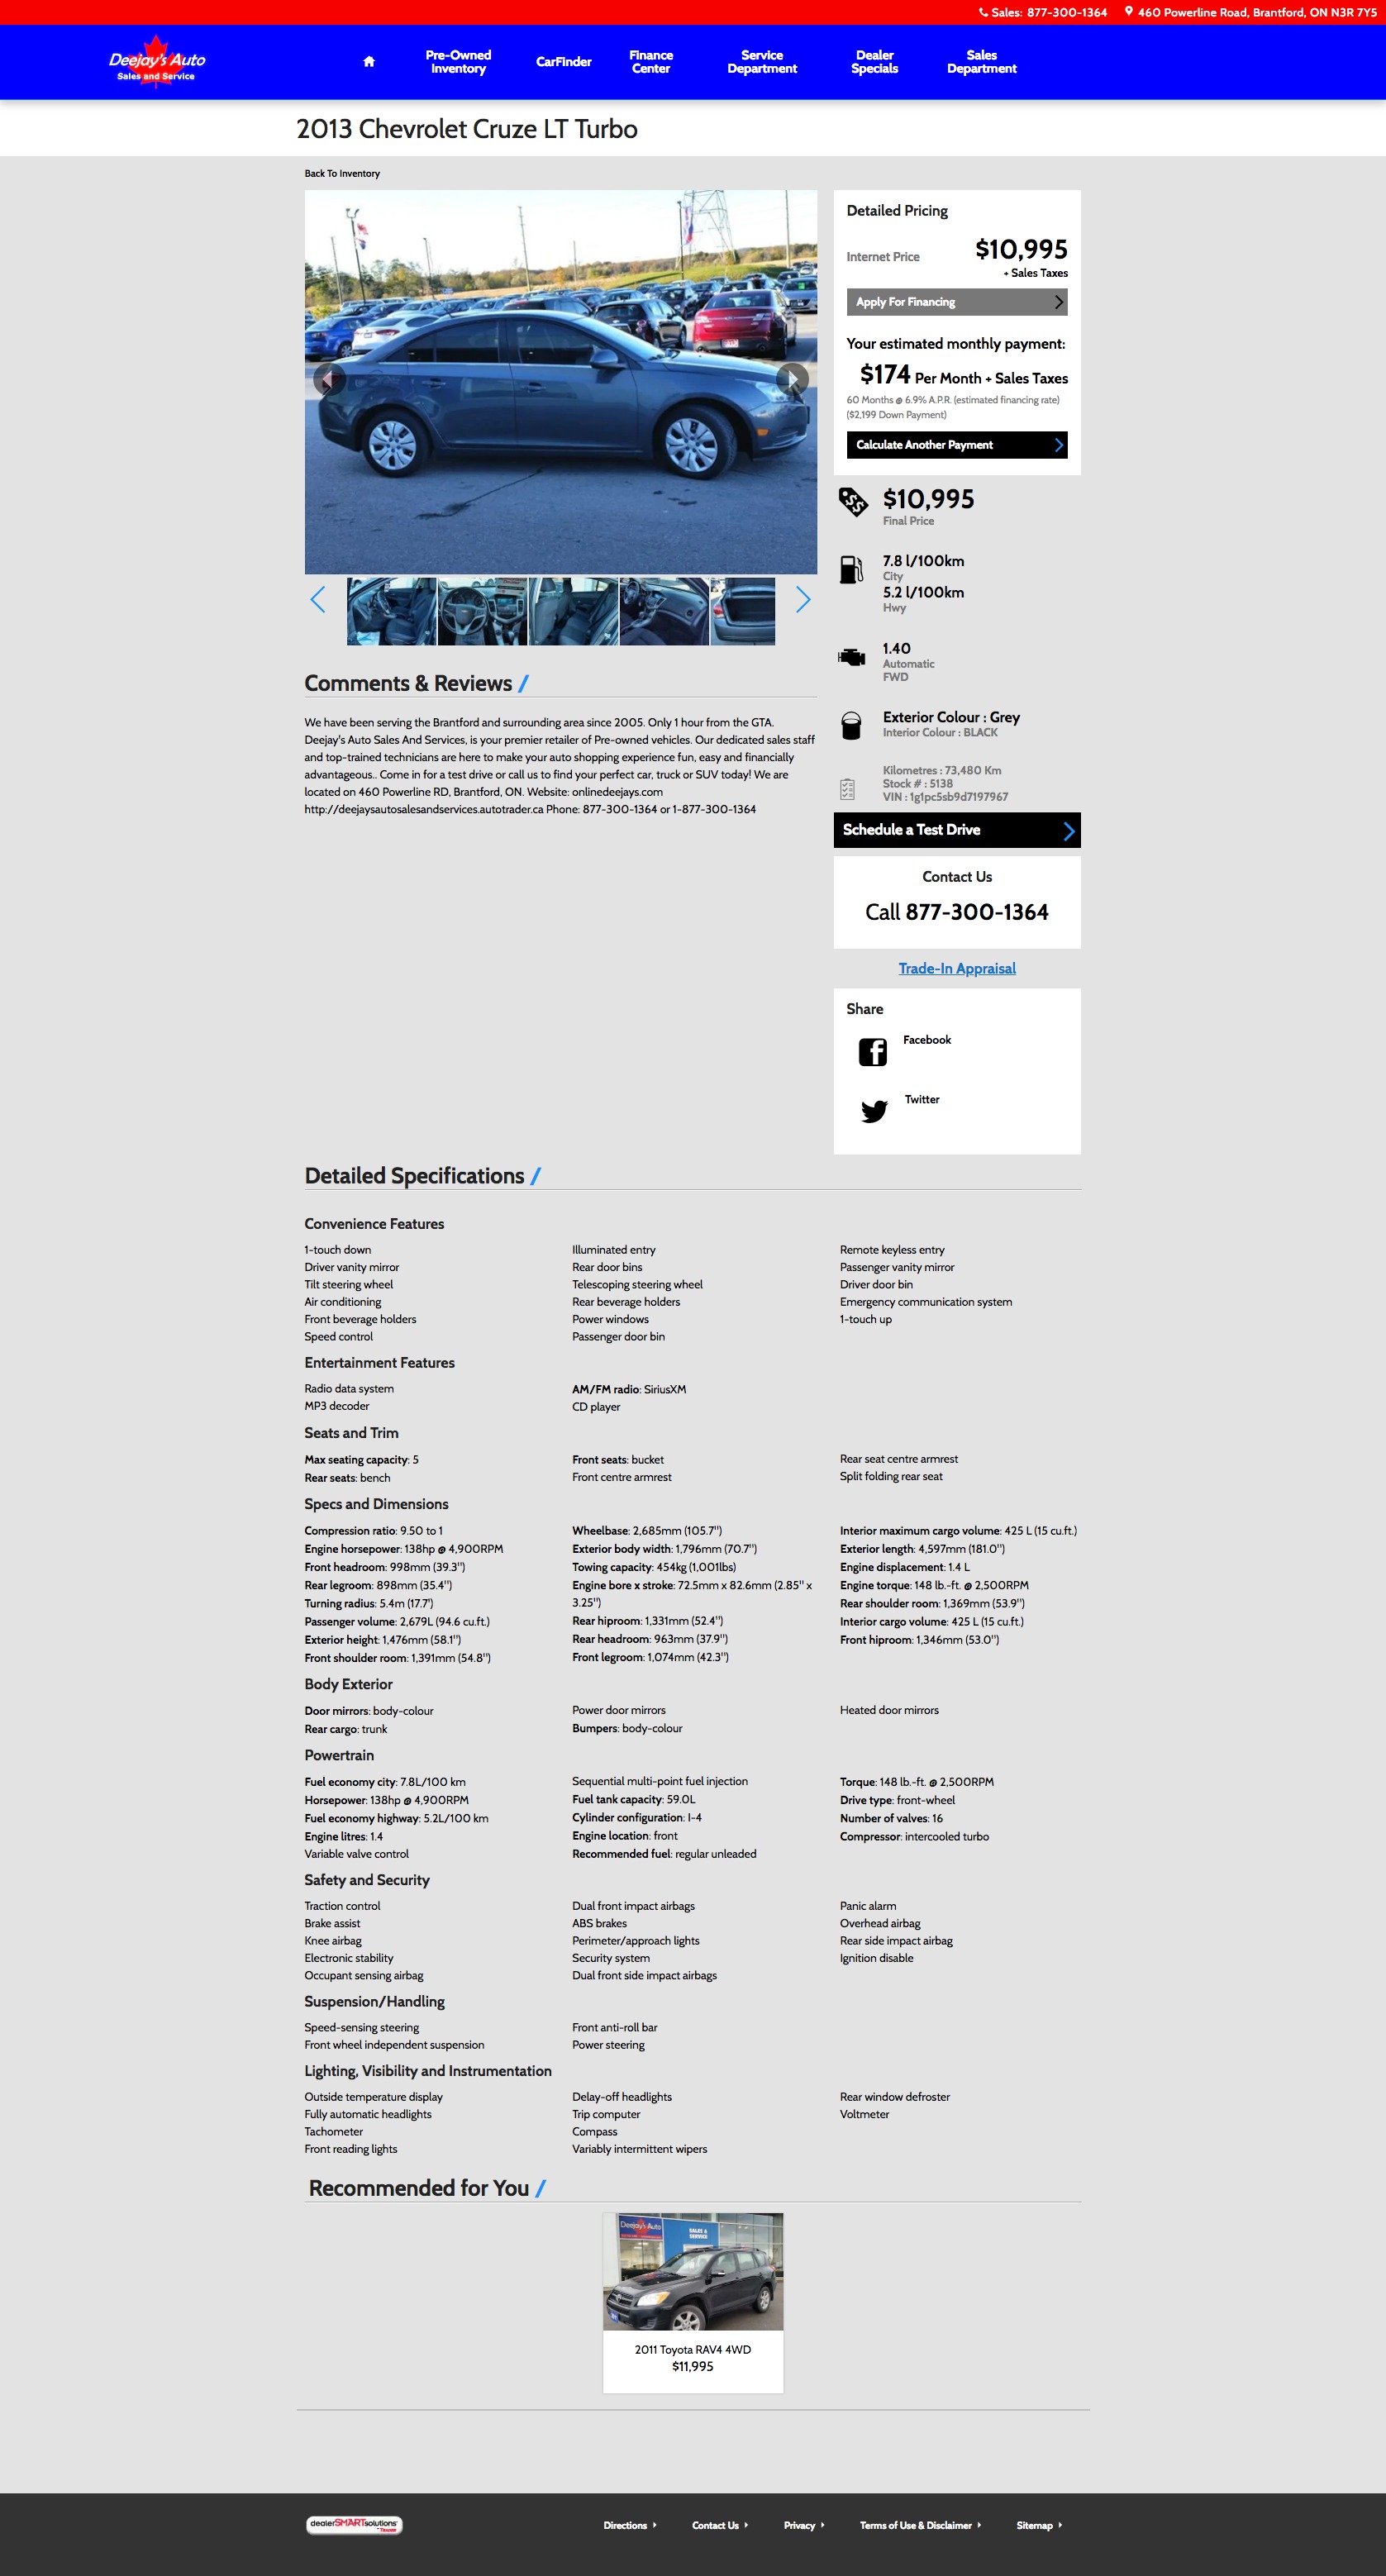 Sales: 877-300-1364 460 Powerline Road, Brantford, ON N3R 7Y5
Deejay's Auto
Sales and Service
Pre-Owned
Inventory
CarFinder
Finance
Center
Service
Department
Dealer
Specials
Sales
Department
2013 Chevrolet Cruze LT Turbo
Back To Inventory
Detailed Pricing
Internet Price $10,995
+ Sales Taxes
Apply For Financing
Your estimated monthly payment:
$174 Per Month + Sales Taxes
60 Months @ 6.9% A.P.R. (estimated financing rate)
($2,199 Down Payment)
Calculate Another Payment
$10,995
Final Price
7.8 l/100km
City
5.2 l/100km
Hwy
1.40
Automatic
FWD
Exterior Colour : Grey
Interior Colour : BLACK
Kilometres : 73,480 Km
Stock # : 5138
VIN : 1g1pc5sb9d7197967
Schedule a Test Drive
Contact Us
Call 877-300-1364
Trade-In Appraisal
Share
Facebook
Twitter
Comments & Reviews /
We have been serving the Brantford and surrounding area since 2005. Only 1 hour from the GTA.
Deejay's Auto Sales And Services, is your premier retailer of Pre-owned vehicles. Our dedicated sales staff
and top-trained technicians are here to make your auto shopping experience fun, easy and financially
advantageous.. Come in for a test drive or call us to find your perfect car, truck or SUV today! We are
located on 460 Powerline RD, Brantford, ON. Website: onlinedeejays.com
http://deejaysautosalesandservices.autotrader.ca Phone: 877-300-1364 or 1-877-300-1364
Detailed Specifications /
Convenience Features
1-touch down Illuminated entry Remote keyless entry
Driver vanity mirror Rear door bins Passenger vanity mirror
Tilt steering wheel Telescoping steering wheel Driver door bin
Air conditioning Rear beverage holders Emergency communication system
Front beverage holders Power windows 1-touch up
Speed control Passenger door bin
Entertainment Features
Radio data system AM/FM radio: SiriusXM
MP3 decoder CD player
Seats and Trim
Max seating capacity: 5 Front seats: bucket Rear seat centre armrest
Rear seats: bench Front centre armrest Split folding rear seat
Specs and Dimensions
Compression ratio: 9.50 to 1 Wheelbase: 2,685mm (105.7") Interior maximum cargo volume: 425 L (15 cu.ft.)
Engine horsepower: 138hp @ 4,900RPM Exterior body width: 1,796mm (70.7") Exterior length: 4,597mm (181.0")
Front headroom: 998mm (39.3") Towing capacity: 454kg (1,001lbs) Engine displacement: 1.4 L
Rear legroom: 898mm (35.4") Engine bore x stroke: 72.5mm x 82.6mm (2.85" x Engine torque: 148 lb.-ft. @ 2,500RPM
Turning radius: 5.4m (17.7') 3.25") Rear shoulder room: 1,369mm (53.9")
Passenger volume: 2,679L (94.6 cu.ft.) Rear hiproom: 1,331mm (52.4") Interior cargo volume: 425 L (15 cu.ft.)
Exterior height: 1,476mm (58.1") Rear headroom: 963mm (37.9") Front hiproom: 1,346mm (53.0")
Front shoulder room: 1,391mm (54.8") Front legroom: 1,074mm (42.3")
Body Exterior
Door mirrors: body-colour Power door mirrors Heated door mirrors
Rear cargo: trunk Bumpers: body-colour
Powertrain
Fuel economy city: 7.8L/100 km Sequential multi-point fuel injection Torque: 148 lb.-ft. @ 2,500RPM
Horsepower: 138hp @ 4,900RPM Fuel tank capacity: 59.0L Drive type: front-wheel
Fuel economy highway: 5.2L/100 km Cylinder configuration: I-4 Number of valves: 16
Engine litres: 1.4 Engine location: front Compressor: intercooled turbo
Variable valve control Recommended fuel: regular unleaded
Safety and Security
Traction control Dual front impact airbags Panic alarm
Brake assist ABS brakes Overhead airbag
Knee airbag Perimeter/approach lights Rear side impact airbag
Electronic stability Security system Ignition disable
Occupant sensing airbag Dual front side impact airbags
Suspension/Handling
Speed-sensing steering Front anti-roll bar
Front wheel independent suspension Power steering
Lighting, Visibility and Instrumentation
Outside temperature display Delay-off headlights Rear window defroster
Fully automatic headlights Trip computer Voltmeter
Tachometer Compass
Front reading lights Variably intermittent wipers
Recommended for You /
Deejay's Auto
SALES &
SERVICE
2011 Toyota RAV4 4WD
$11,995
dealerSMARTsolutions
Directions Contact Us Privacy Terms of Use & Disclaimer Sitemap